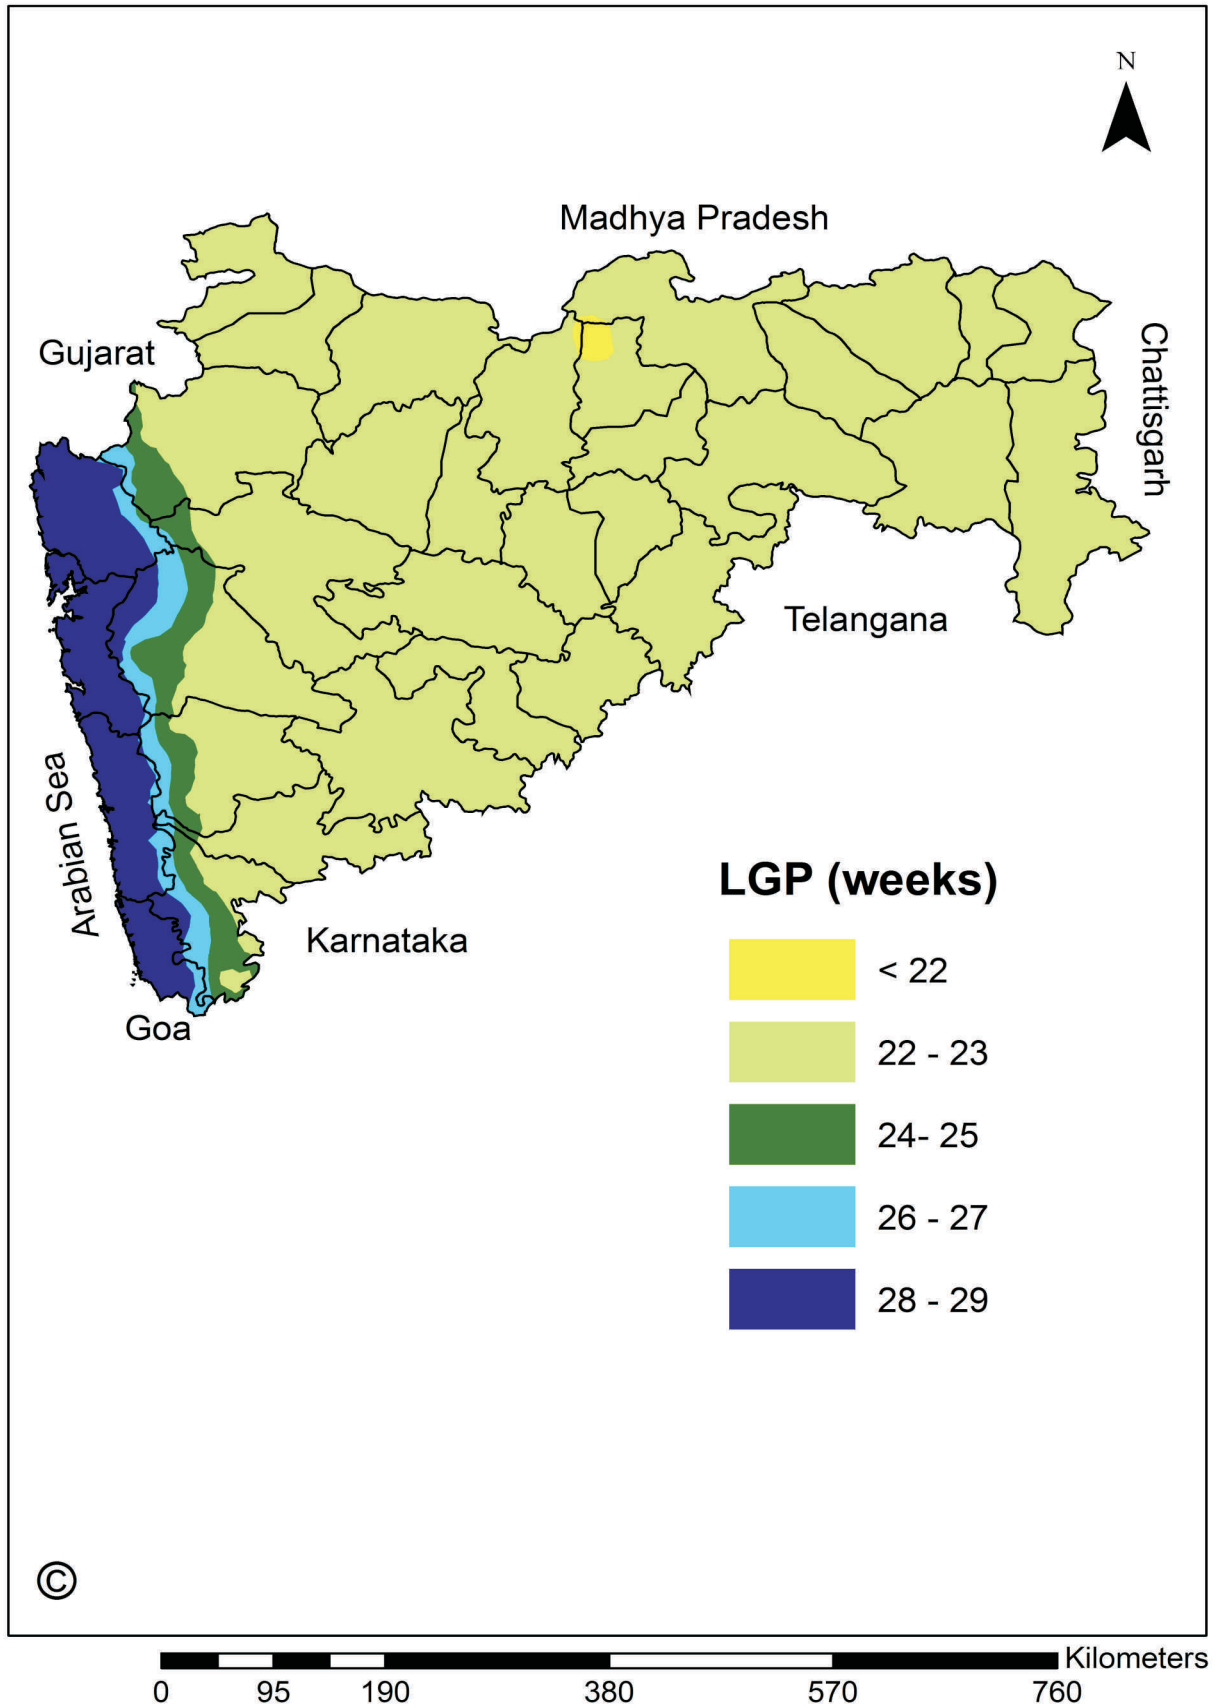 N
Madhya Pradesh
Gujarat
Chattisgarh
Telangana
Arabian Sea
Karnataka
Goa
LGP (weeks)
< 22
22 - 23
24- 25
26 - 27
28 - 29
©
Kilometers
0 95 190 380 570 760